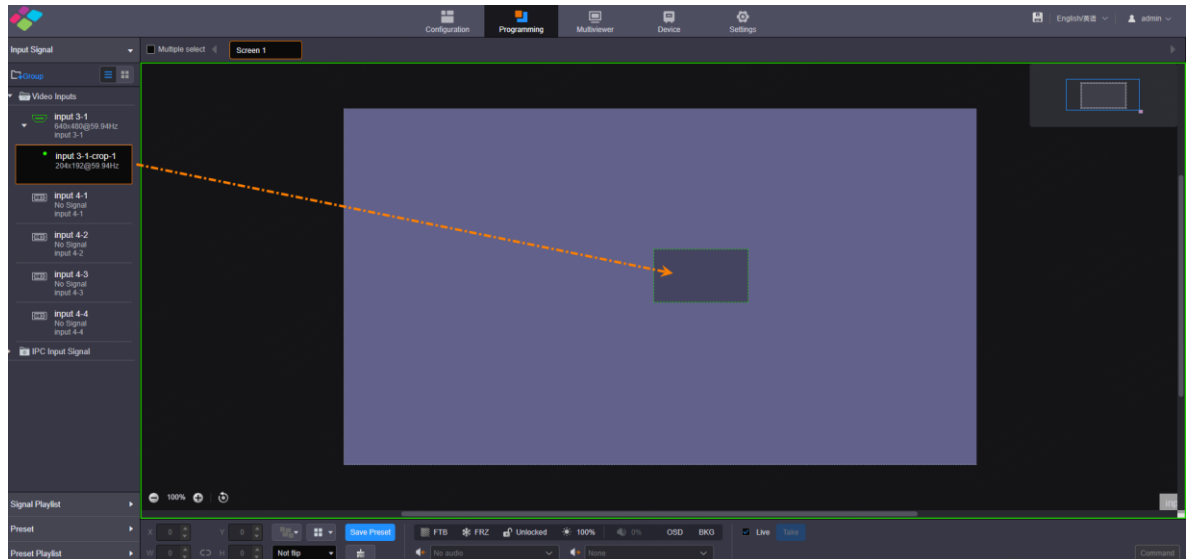 Configuration
Programming
Multiviewer
Device
Settings
English/英语
admin
Input Signal
Multiple select
Screen 1
Group
Video Inputs
input 3-1
640x480@59.94Hz
input 3-1
input 3-1-crop-1
204x192@59.94Hz
input 4-1
No Signal
input 4-1
input 4-2
No Signal
input 4-2
input 4-3
No Signal
input 4-3
input 4-4
No Signal
input 4-4
IPC Input Signal
100%
inp
Signal Playlist
Preset
Preset Playlist
X 0 Y 0
Save Preset
FTB FRZ Unlocked 100% 0% OSD BKG
Live Take
W 0 H 0
Not flip
No audio
None
Command